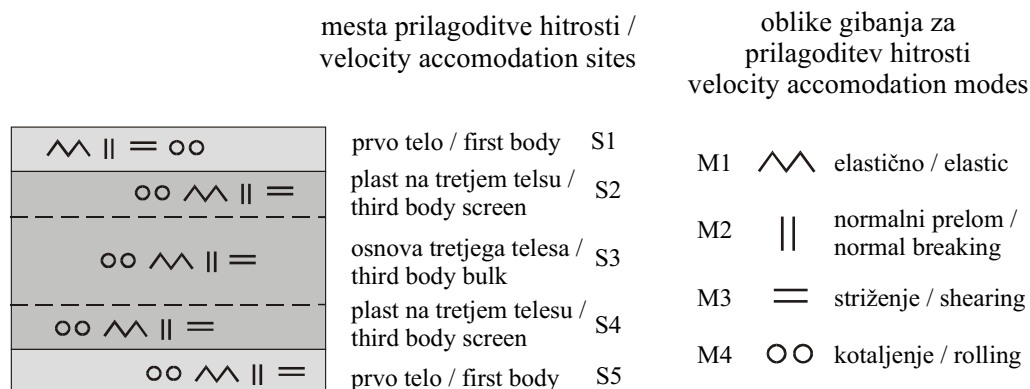 mesta prilagoditve hitrosti /
velocity accomodation sites
oblike gibanja za
prilagoditev hitrosti
velocity accomodation modes
prvo telo / first body S1
plast na tretjem telsu /
third body screen S2
osnova tretjega telesa /
third body bulk S3
plast na tretjem telesu /
third body screen S4
prvo telo / first body S5
M1 elastično / elastic
M2 normalni prelom /
normal breaking
M3 striženje / shearing
M4 kotaljenje / rolling